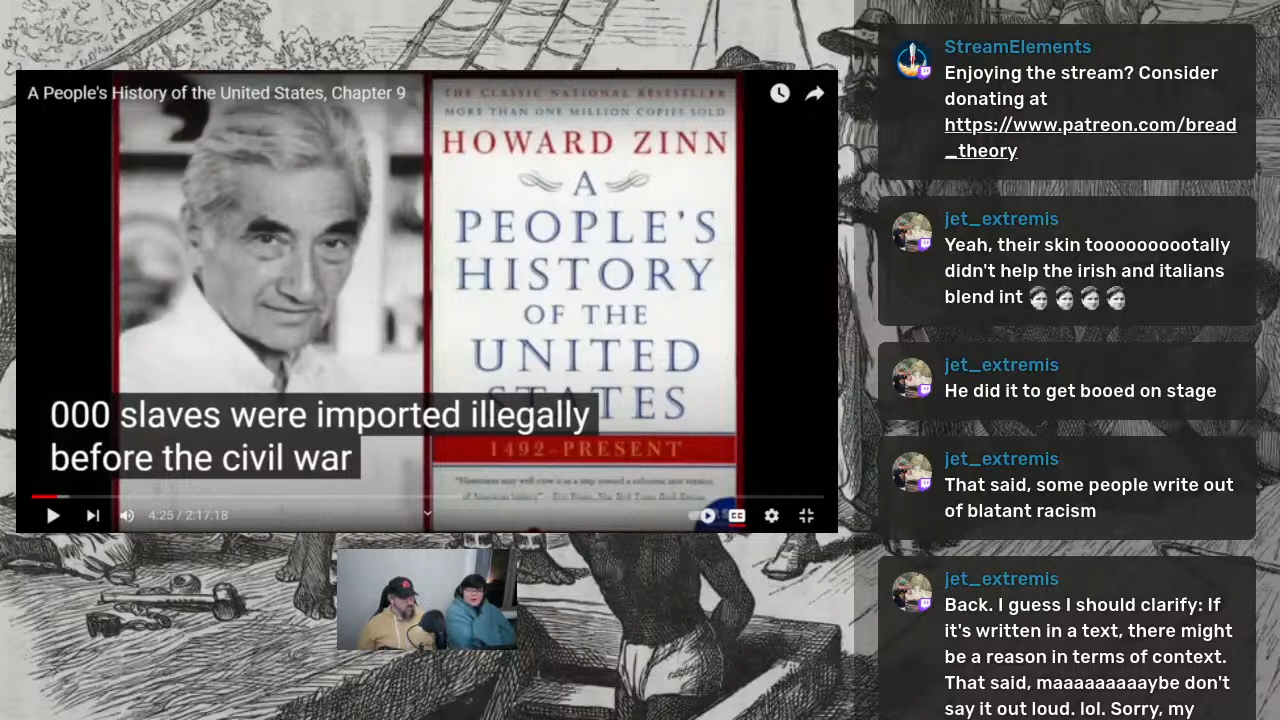 A People's History of the United States, Chapter 9
THE CLASSIC NATIONAL BESTSELLER
MORE THAN ONE MILLION COPIES SOLD
HOWARD ZINN
A
PEOPLE'S
HISTORY
OF THE
UNITED
STATES
1492–PRESENT
000 slaves were imported illegally
before the civil war
4:25 / 2:17:18
CC
StreamElements
Enjoying the stream? Consider
donating at
https://www.patreon.com/bread
_theory
jet_extremis
Yeah, their skin toooooooootally
didn't help the irish and italians
blend int
jet_extremis
He did it to get booed on stage
jet_extremis
That said, some people write out
of blatant racism
jet_extremis
Back. I guess I should clarify: If
it's written in a text, there might
be a reason in terms of context.
That said, maaaaaaaaybe don't
say it out loud. lol. Sorry, my